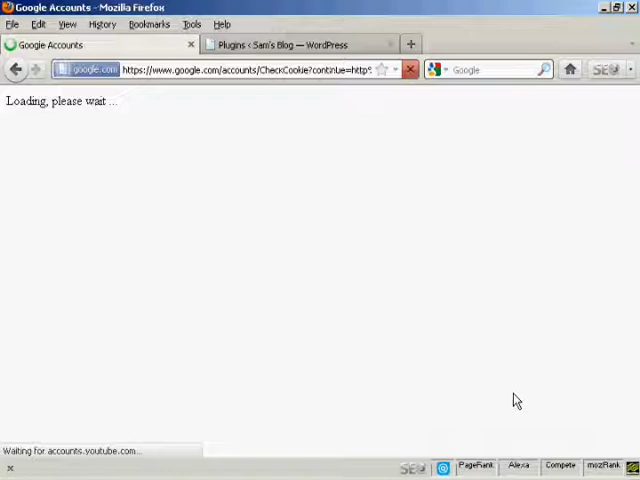 Google Accounts - Mozilla Firefox
File Edit View History Bookmarks Tools Help
Google Accounts Plugins ‹ Sam's Blog — WordPress
google.com https://www.google.com/accounts/CheckCookie?continue=http% Google SEO
Loading, please wait ...
Waiting for accounts.youtube.com...
SEO PageRank Alexa Compete mozRank